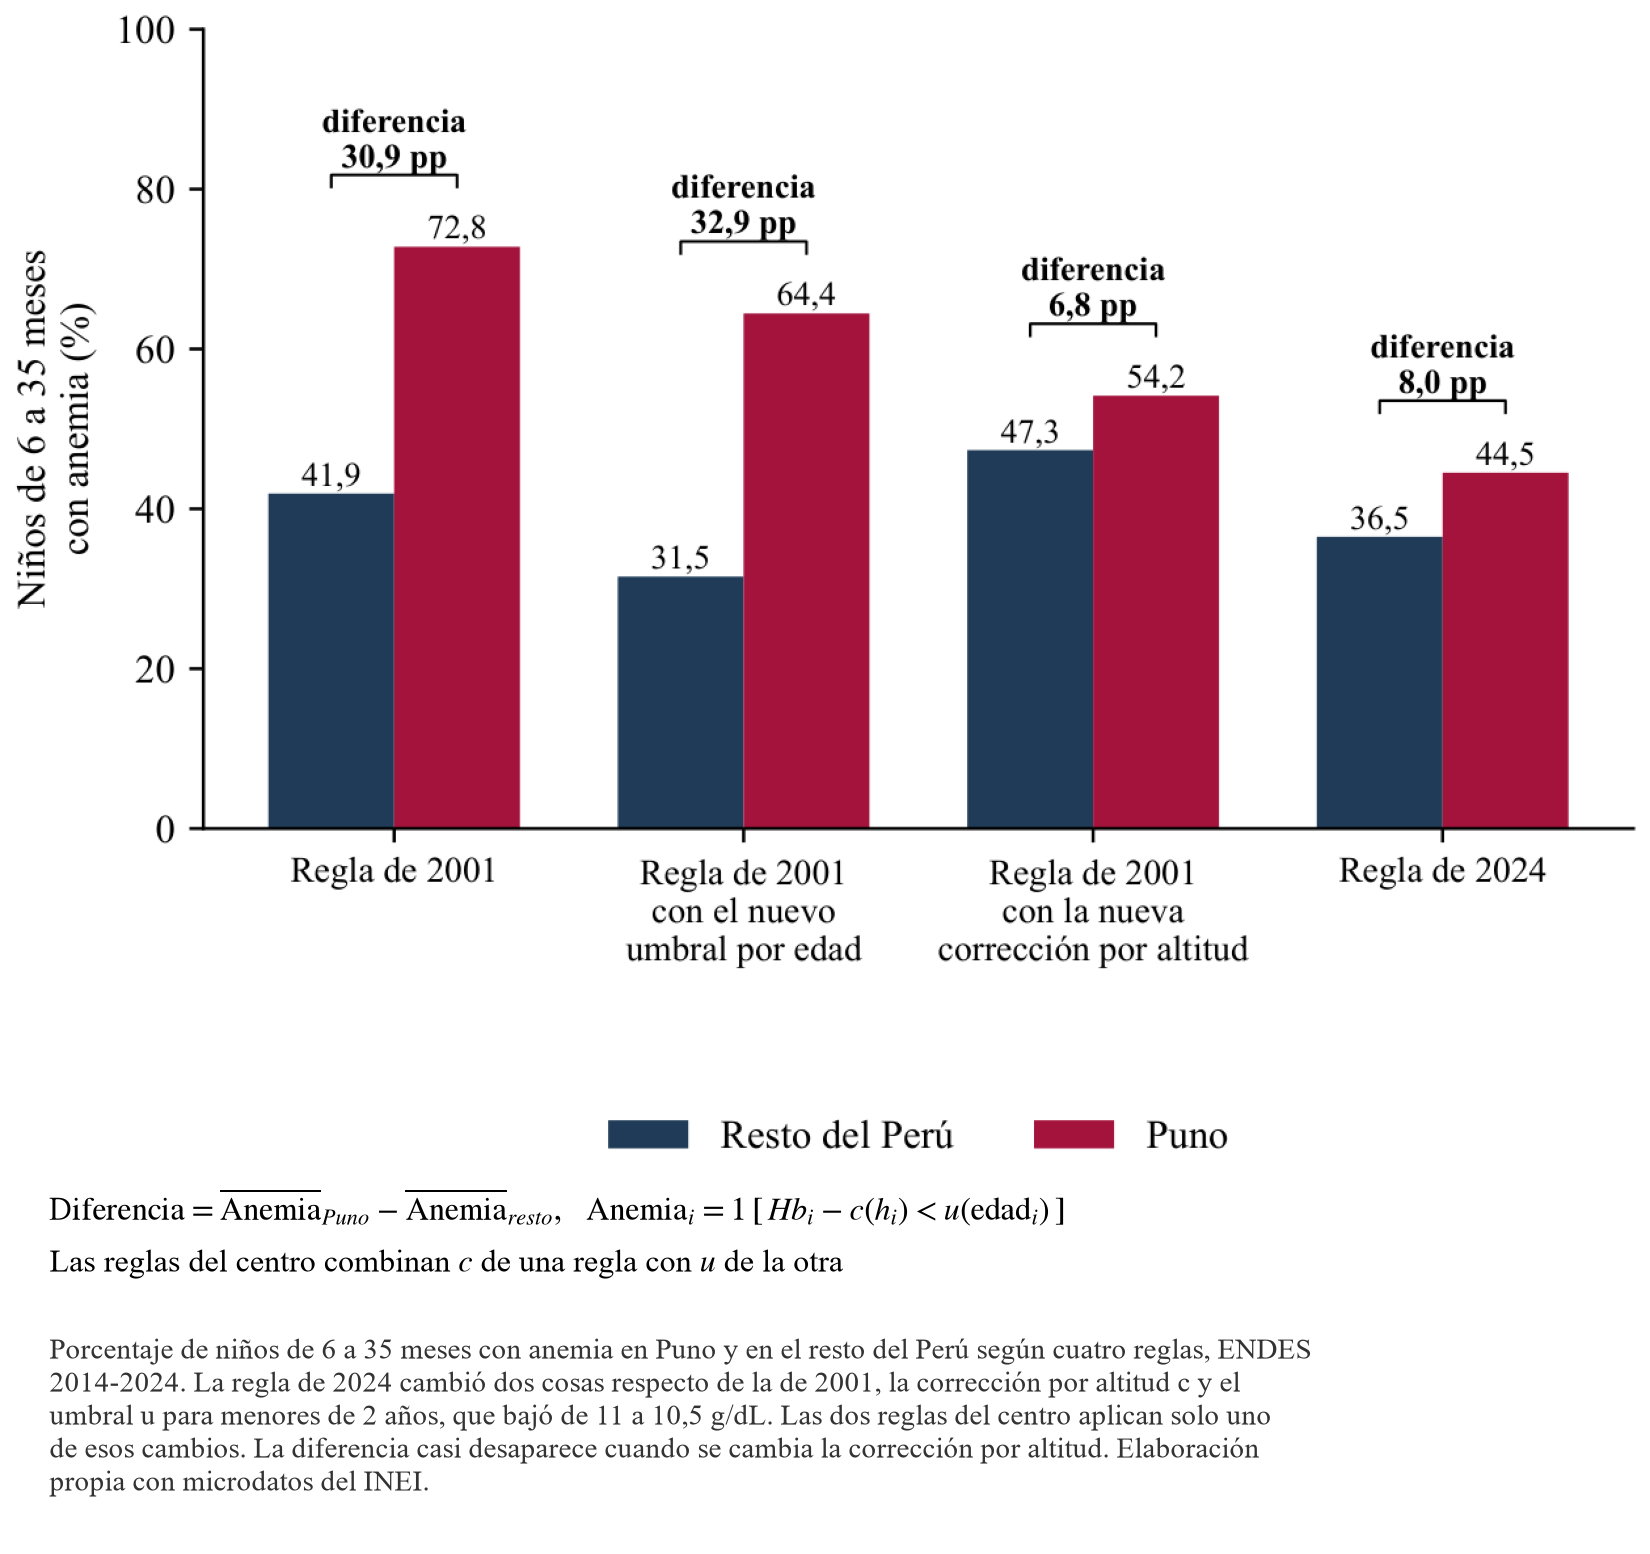 100
80
60
40
20
0
Niños de 6 a 35 meses
con anemia (%)
diferencia
30,9 pp
72,8
41,9
diferencia
32,9 pp
64,4
31,5
diferencia
6,8 pp
54,2
47,3
diferencia
8,0 pp
44,5
36,5
Regla de 2001
Regla de 2001
con el nuevo
umbral por edad
Regla de 2001
con la nueva
corrección por altitud
Regla de 2024
Resto del Perú
Puno
Diferencia = \overline{Anemia}_{Puno} − \overline{Anemia}_{resto}, Anemia_i = 1 [ Hb_i − c(h_i) < u(edad_i) ]
Las reglas del centro combinan c de una regla con u de la otra
Porcentaje de niños de 6 a 35 meses con anemia en Puno y en el resto del Perú según cuatro reglas, ENDES
2014-2024. La regla de 2024 cambió dos cosas respecto de la de 2001, la corrección por altitud c y el
umbral u para menores de 2 años, que bajó de 11 a 10,5 g/dL. Las dos reglas del centro aplican solo uno
de esos cambios. La diferencia casi desaparece cuando se cambia la corrección por altitud. Elaboración
propia con microdatos del INEI.